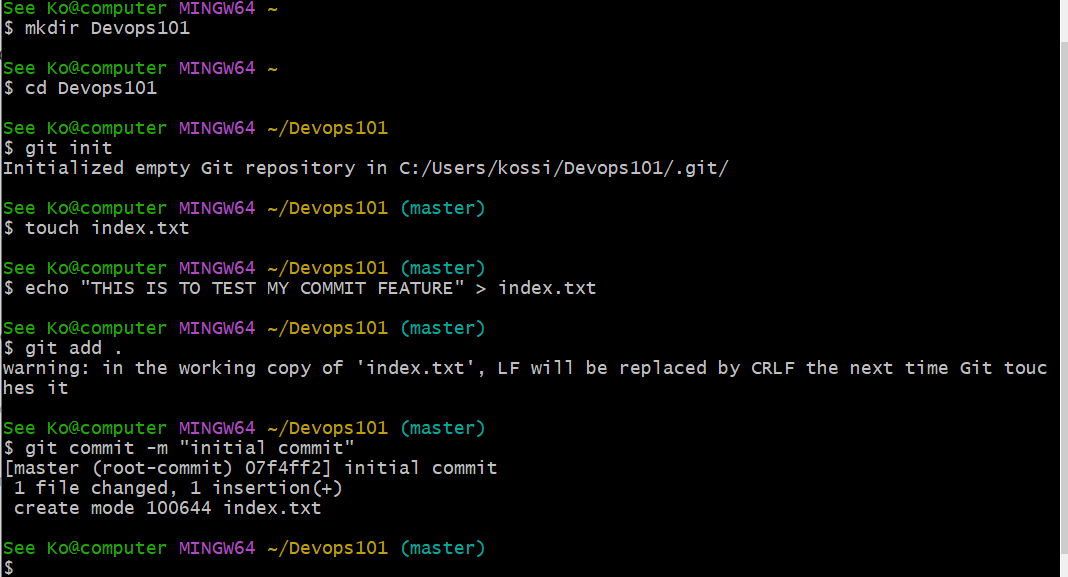 See Ko@computer MINGW64 ~
$ mkdir Devops101
See Ko@computer MINGW64 ~
$ cd Devops101
See Ko@computer MINGW64 ~/Devops101
$ git init
Initialized empty Git repository in C:/Users/kossi/Devops101/.git/
See Ko@computer MINGW64 ~/Devops101 (master)
$ touch index.txt
See Ko@computer MINGW64 ~/Devops101 (master)
$ echo "THIS IS TO TEST MY COMMIT FEATURE" > index.txt
See Ko@computer MINGW64 ~/Devops101 (master)
$ git add .
warning: in the working copy of 'index.txt', LF will be replaced by CRLF the next time Git touc
hes it
See Ko@computer MINGW64 ~/Devops101 (master)
$ git commit -m "initial commit"
[master (root-commit) 07f4ff2] initial commit
 1 file changed, 1 insertion(+)
 create mode 100644 index.txt
See Ko@computer MINGW64 ~/Devops101 (master)
$